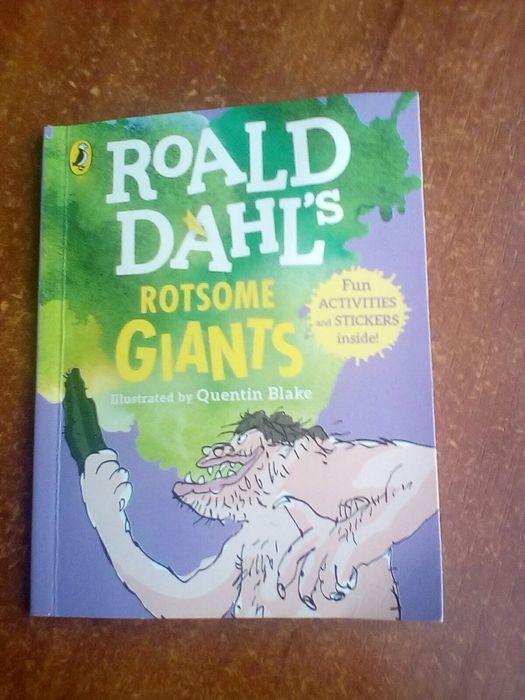 ROALD
DAHL'S
ROTSOME
GIANTS
Illustrated by Quentin Blake
Fun
ACTIVITIES
and STICKERS
inside!